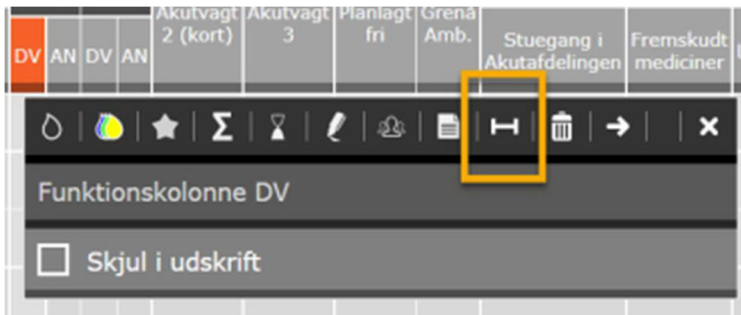 DV AN DV AN
Akutvagt 2 (kort)
Akutvagt 3
Planlagt fri
Grenå Amb.
Stuegang i Akutafdelingen
Fremskudt mediciner
Funktionskolonne DV
Skjul i udskrift